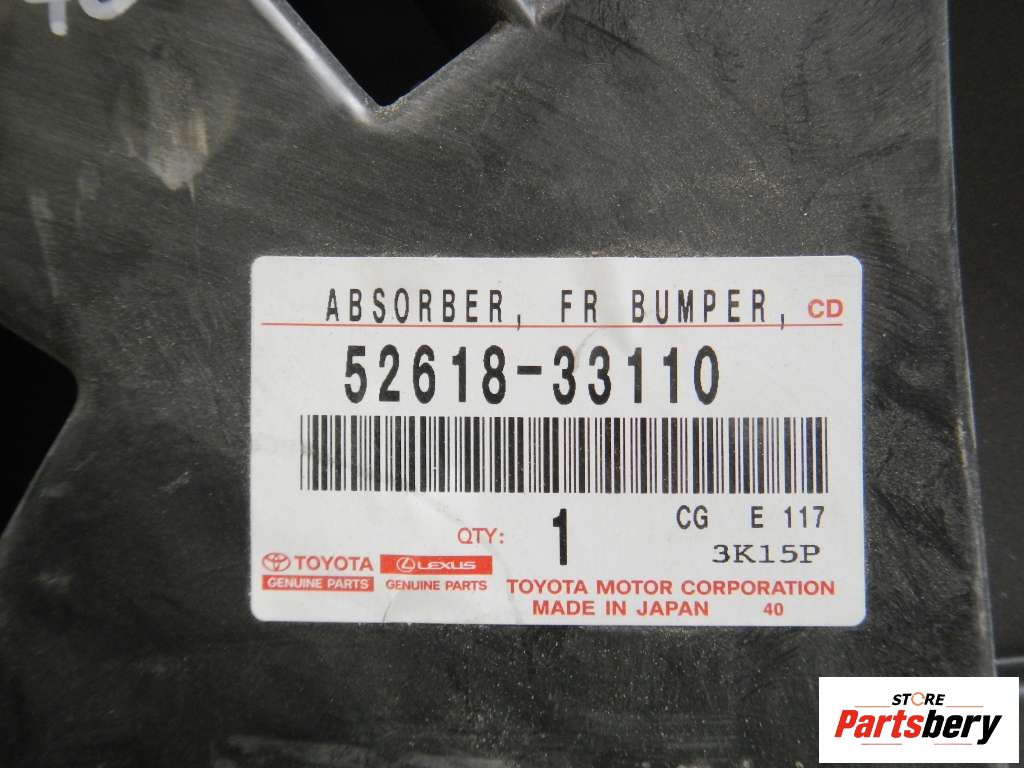 ABSORBER, FR BUMPER, CD
52618-33110
CG E 117
QTY: 1
3K15P
TOYOTA LEXUS
GENUINE PARTS GENUINE PARTS
TOYOTA MOTOR CORPORATION
MADE IN JAPAN 40
STORE
Partsbery